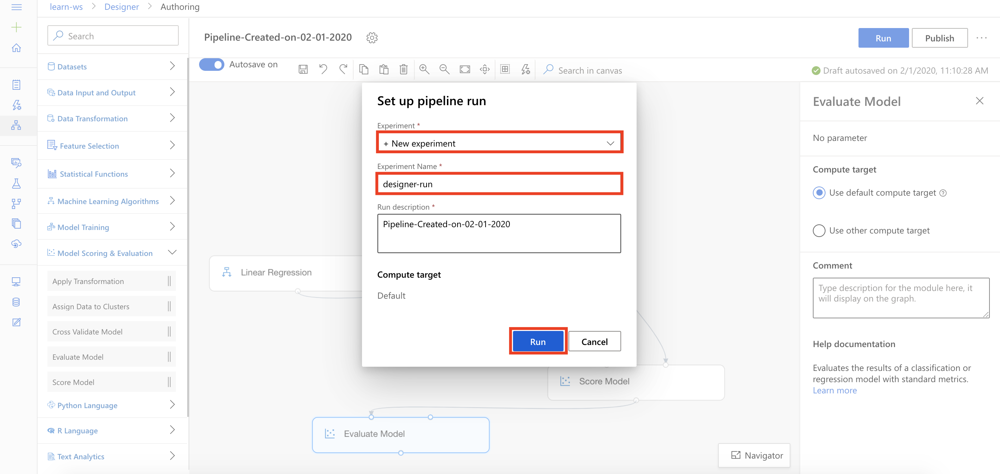 learn-ws > Designer > Authoring
Search
Datasets
Data Input and Output
Data Transformation
Feature Selection
Statistical Functions
Machine Learning Algorithms
Model Training
Model Scoring & Evaluation
Apply Transformation
Assign Data to Clusters
Cross Validate Model
Evaluate Model
Score Model
Python Language
R Language
Text Analytics
Pipeline-Created-on-02-01-2020
Run
Publish
...
Autosave on
Search in canvas
Draft autosaved on 2/1/2020, 11:10:28 AM
Linear Regression
Score Model
Evaluate Model
Navigator
Set up pipeline run
Experiment *
+ New experiment
Experiment Name *
designer-run
Run description *
Pipeline-Created-on-02-01-2020
Compute target
Default
Run
Cancel
Evaluate Model
No parameter
Compute target
Use default compute target
Use other compute target
Comment
Type description for the module here, it
will display on the graph.
Help documentation
Evaluates the results of a classification or
regression model with standard metrics.
Learn more